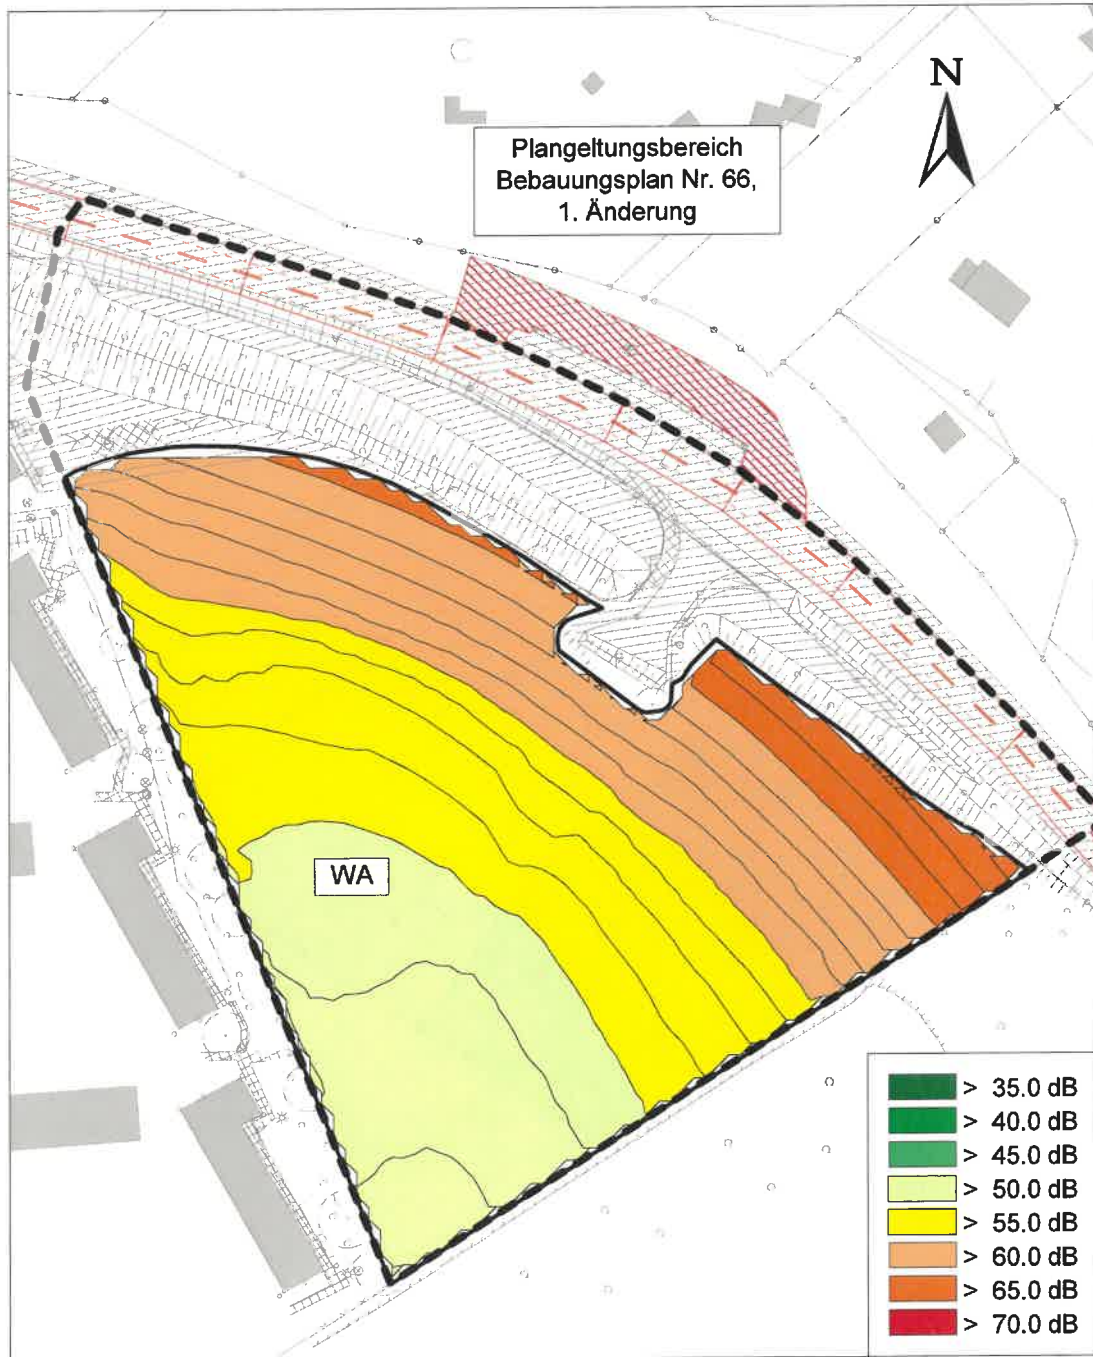 N
Plangeltungsbereich
Bebauungsplan Nr. 66,
1. Änderung
WA
> 35.0 dB
> 40.0 dB
> 45.0 dB
> 50.0 dB
> 55.0 dB
> 60.0 dB
> 65.0 dB
> 70.0 dB